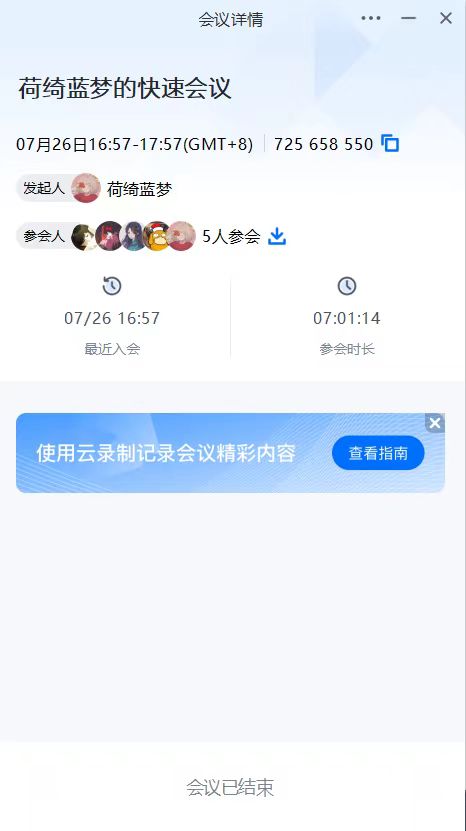 会议详情
荷绮蓝梦的快速会议
07月26日16:57-17:57(GMT+8) 725 658 550
发起人 荷绮蓝梦
参会人 5人参会
07/26 16:57 07:01:14
最近入会 参会时长
使用云录制记录会议精彩内容 查看指南
会议已结束